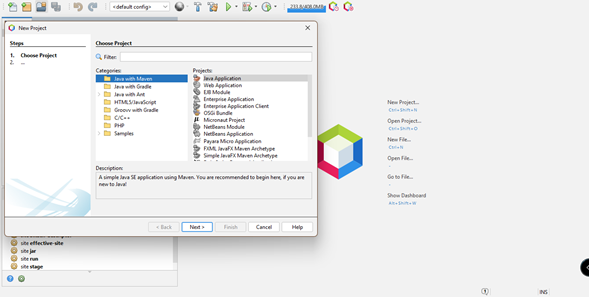 <default config>
233.8/408.0MB
New Project
Steps
1. Choose Project
2. ...
Choose Project
Filter:
Categories:
Java with Maven
Java with Gradle
Java with Ant
HTML5/JavaScript
Groovy with Gradle
C/C++
PHP
Samples
Projects:
Java Application
Web Application
EJB Module
Enterprise Application
Enterprise Application Client
OSGi Bundle
Micronaut Project
NetBeans Module
NetBeans Application
Payara Micro Application
FXML JavaFX Maven Archetype
Simple JavaFX Maven Archetype
Description:
A simple Java SE application using Maven. You are recommended to begin here, if you are
new to Java!
< Back
Next >
Finish
Cancel
Help
site effective-site
site jar
site run
site stage
New Project...
Ctrl+Shift+N
Open Project...
Ctrl+Shift+O
New File...
Ctrl+N
Open File...
-
Go to File...
-
Show Dashboard
Alt+Shift+W
INS